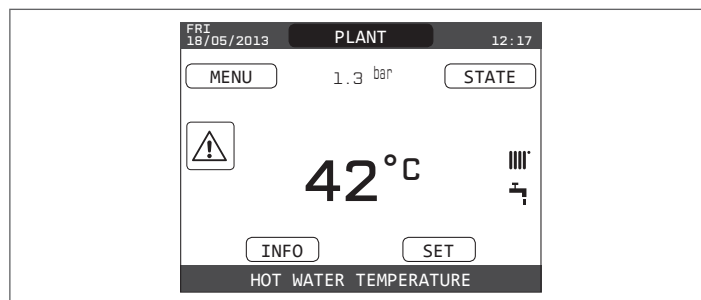 FRI
18/05/2013 PLANT 12:17
MENU 1.3 bar STATE
42°C
INFO SET
HOT WATER TEMPERATURE